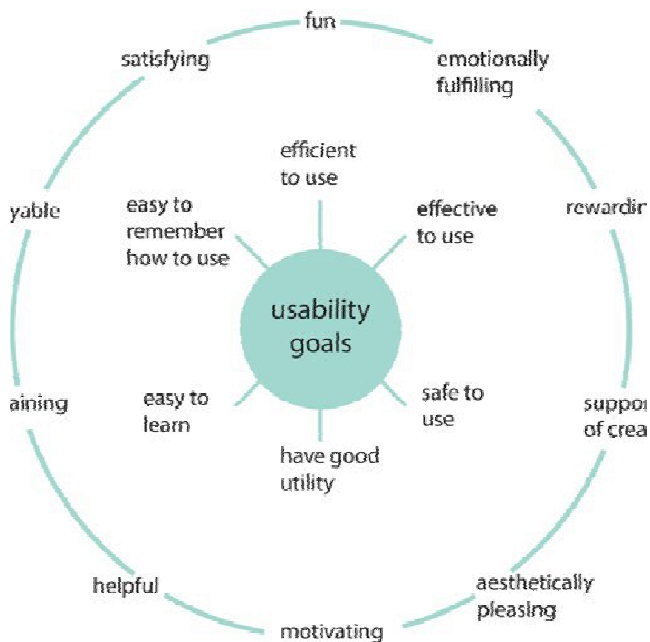 fun
satisfying
emotionally
fulfilling
efficient
to use
yable
easy to
remember
how to use
effective
to use
rewardin
usability
goals
aining
easy to
learn
safe to
use
suppor
of crea
have good
utility
helpful
aesthetically
pleasing
motivating